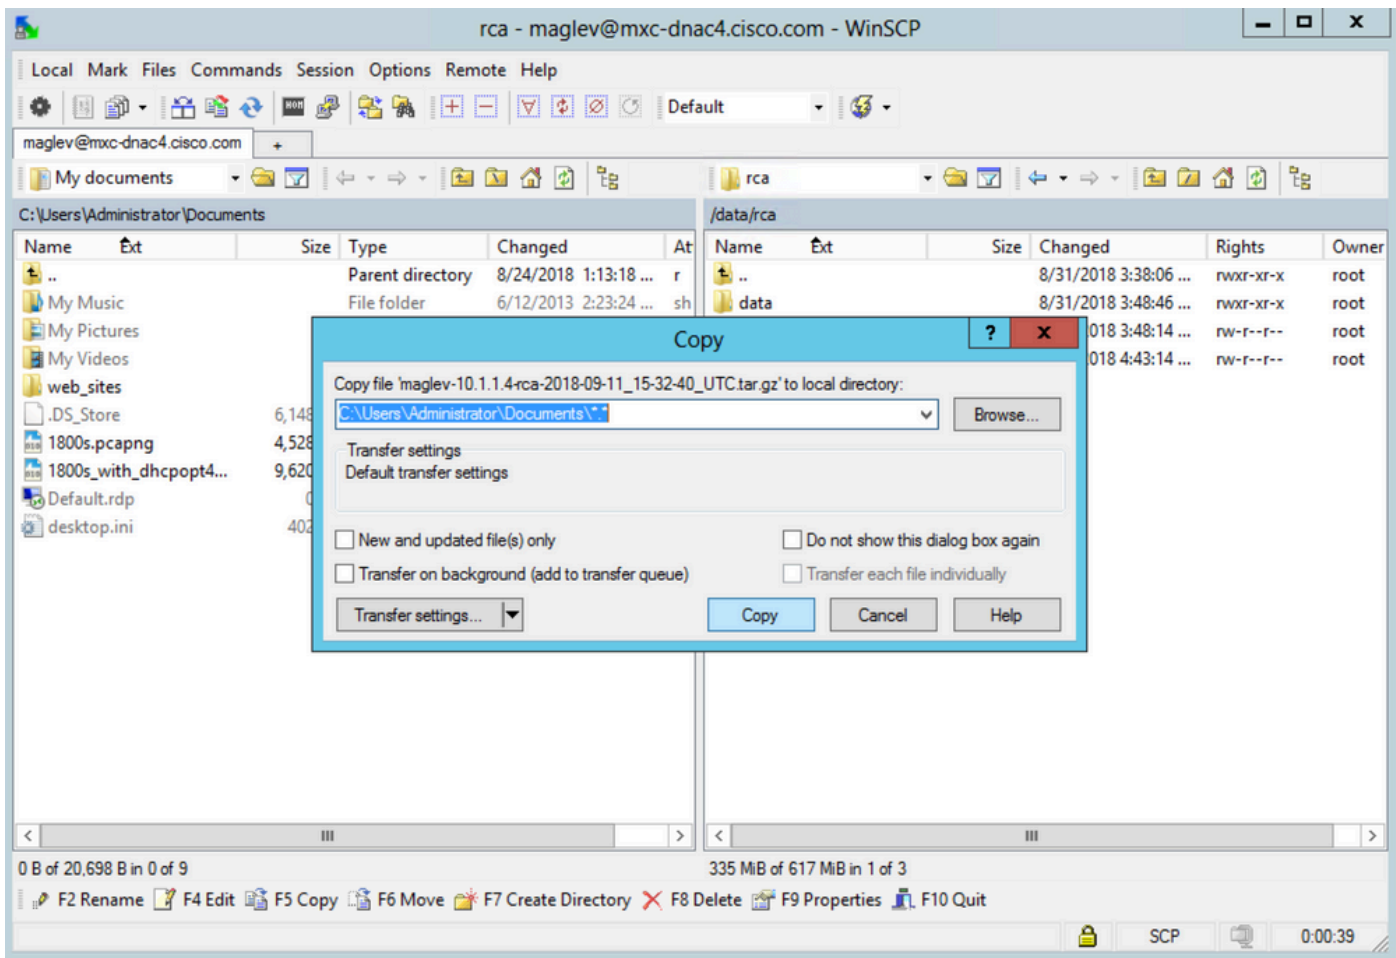 rca - maglev@mxc-dnac4.cisco.com - WinSCP
Local Mark Files Commands Session Options Remote Help
Default
maglev@mxc-dnac4.cisco.com +
My documents rca
C:\Users\Administrator\Documents /data/rca
Name Ext Size Type Changed At Name Ext Size Changed Rights Owner
.. Parent directory 8/24/2018 1:13:18 ... r .. 8/31/2018 3:38:06 ... rwxr-xr-x root
My Music File folder 6/12/2013 2:23:24 ... sh data 8/31/2018 3:48:46 ... rwxr-xr-x root
My Pictures 018 3:48:14 ... rw-r--r-- root
My Videos 018 4:43:14 ... rw-r--r-- root
web_sites
.DS_Store 6,148
1800s.pcapng 4,528
1800s_with_dhcpopt4... 9,620
Default.rdp 0
desktop.ini 402
Copy ? x
Copy file 'maglev-10.1.1.4-rca-2018-09-11_15-32-40_UTC.tar.gz' to local directory:
C:\Users\Administrator\Documents\*.* Browse...
Transfer settings
Default transfer settings
New and updated file(s) only Do not show this dialog box again
Transfer on background (add to transfer queue) Transfer each file individually
Transfer settings... Copy Cancel Help
0 B of 20,698 B in 0 of 9 335 MiB of 617 MiB in 1 of 3
F2 Rename F4 Edit F5 Copy F6 Move F7 Create Directory F8 Delete F9 Properties F10 Quit
SCP 0:00:39